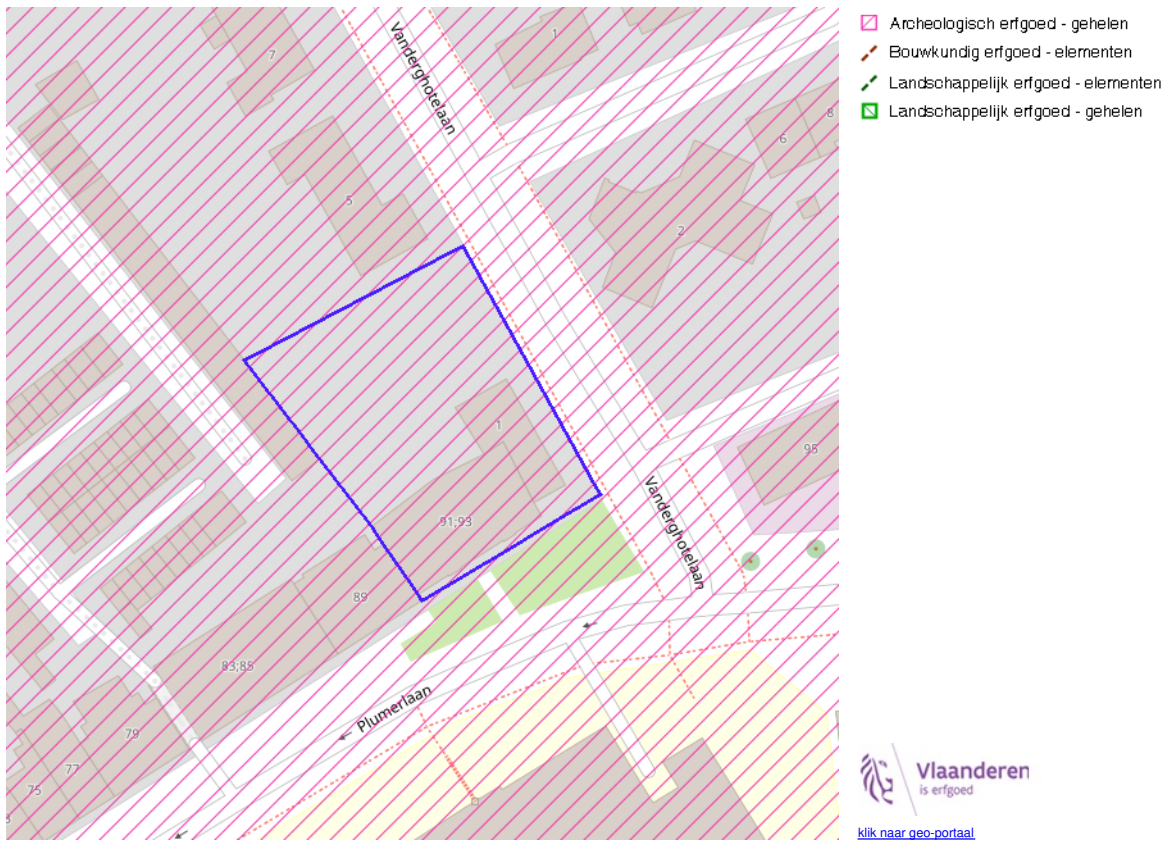 Vanderghotelaan
7
1
5
8
6
2
1
95
Vanderghotelaan
91;93
89
83;85
Plumerlaan
79
77
75
Archeologisch erfgoed - gehelen
Bouwkundig erfgoed - elementen
Landschappelijk erfgoed - elementen
Landschappelijk erfgoed - gehelen
Vlaanderen
is erfgoed
klik naar geo-portaal